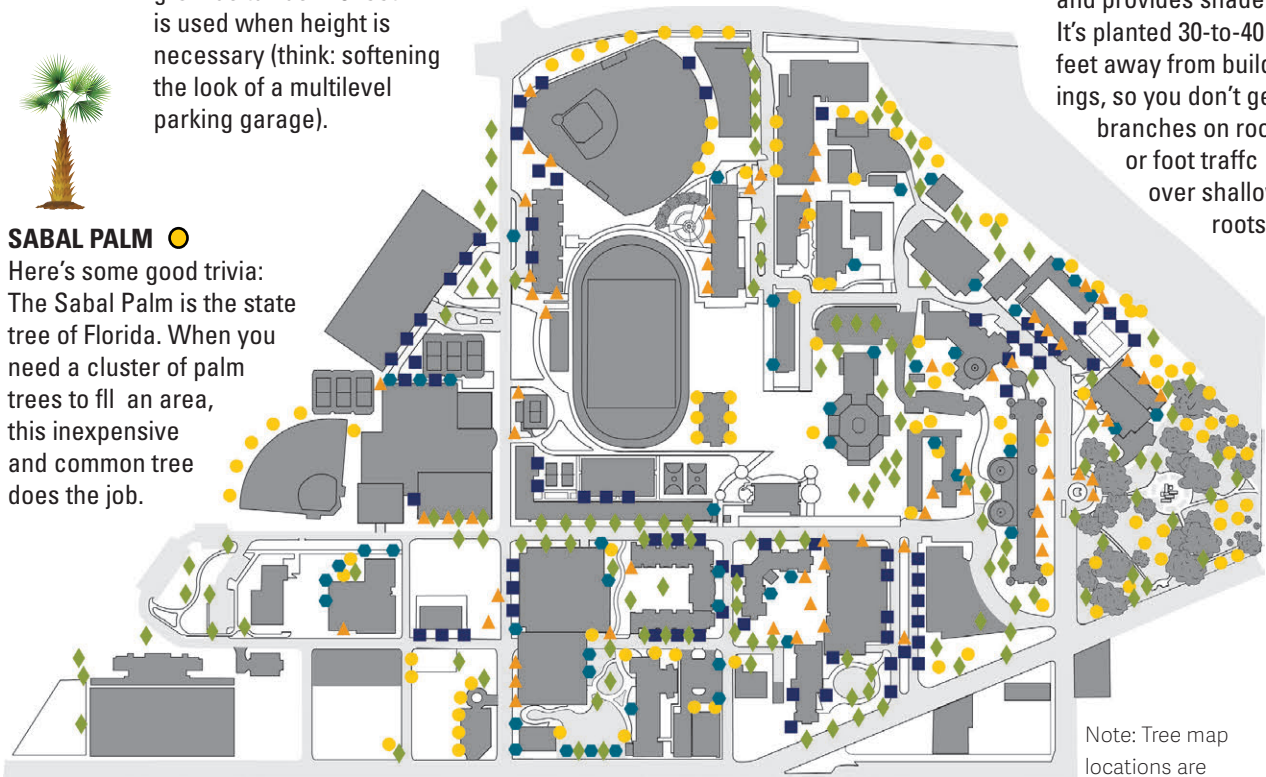 is used when height is
necessary (think: softening
the look of a multilevel
parking garage).
SABAL PALM
Here's some good trivia:
The Sabal Palm is the state
tree of Florida. When you
need a cluster of palm
trees to fll an area,
this inexpensive
and common tree
does the job.
and provides shade
It's planted 30-to-40
feet away from build
ings, so you don't ge
branches on roo
or foot traffc
over shallo
roots
Note: Tree map
locations are